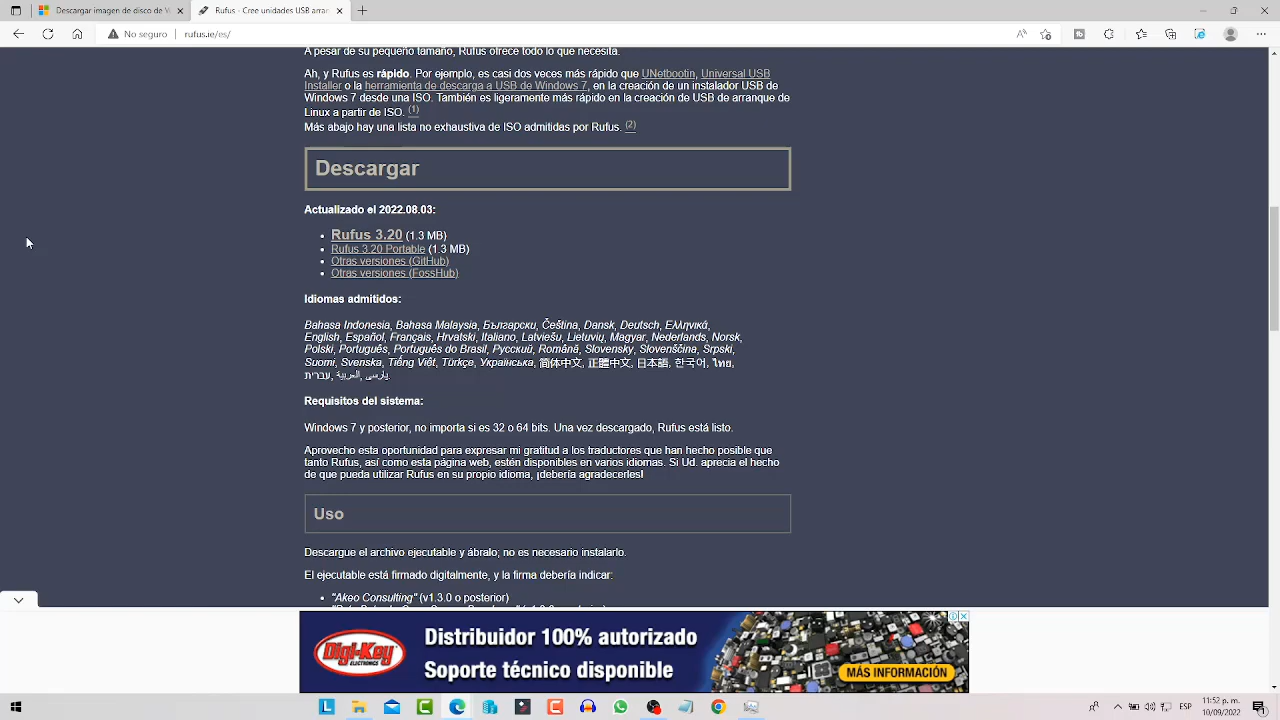 Descargar imagen de disco de W
Rufus - Cree unidades USB arran
No seguro
rufus.ie/es/
A pesar de su pequeño tamaño, Rufus ofrece todo lo que necesita.
Ah, y Rufus es rápido. Por ejemplo, es casi dos veces más rápido que UNetbootin, Universal USB
Installer o la herramienta de descarga a USB de Windows 7, en la creación de un instalador USB de
Windows 7 desde una ISO. También es ligeramente más rápido en la creación de USB de arranque de
Linux a partir de ISO. (1)
Más abajo hay una lista no exhaustiva de ISO admitidas por Rufus. (2)
Descargar
Actualizado el 2022.08.03:
Rufus 3.20 (1.3 MB)
Rufus 3.20 Portable (1.3 MB)
Otras versiones (GitHub)
Otras versiones (FossHub)
Idiomas admitidos:
Bahasa Indonesia, Bahasa Malaysia, Български, Čeština, Dansk, Deutsch, Ελληνικά,
English, Español, Français, Hrvatski, Italiano, Latviešu, Lietuvių, Magyar, Nederlands, Norsk,
Polski, Português, Português do Brasil, Русский, Română, Slovensky, Slovenščina, Srpski,
Suomi, Svenska, Tiếng Việt, Türkçe, Українська, 简体中文, 正體中文, 日本語, 한국어, ไทย,
עברית, العربية, پارسی.
Requisitos del sistema:
Windows 7 y posterior, no importa si es 32 o 64 bits. Una vez descargado, Rufus está listo.
Aprovecho esta oportunidad para expresar mi gratitud a los traductores que han hecho posible que
tanto Rufus, así como esta página web, estén disponibles en varios idiomas. Si Ud. aprecia el hecho
de que pueda utilizar Rufus en su propio idioma, ¡debería agradecerles!
Uso
Descargue el archivo ejecutable y ábralo; no es necesario instalarlo.
El ejecutable está firmado digitalmente, y la firma debería indicar:
"Akeo Consulting" (v1.3.0 o posterior)
Digi-Key
ELECTRONICS
Distribuidor 100% autorizado
Soporte técnico disponible
MÁS INFORMACIÓN
ESP
11:52 p. m.
10/09/2022